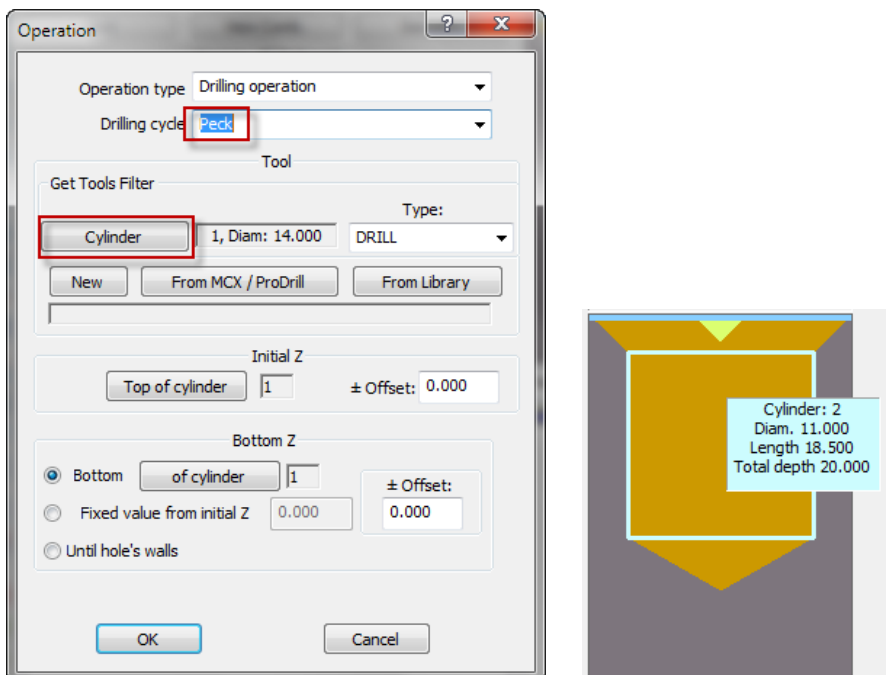 Operation
?
X
Operation type Drilling operation
Drilling cycle Peck
Tool
Get Tools Filter
Type:
Cylinder 1, Diam: 14.000 DRILL
New From MCX / ProDrill From Library
Initial Z
Top of cylinder 1 ± Offset: 0.000
Bottom Z
Bottom of cylinder 1 ± Offset:
Fixed value from initial Z 0.000 0.000
Until hole's walls
OK Cancel
Cylinder: 2
Diam. 11.000
Length 18.500
Total depth 20.000